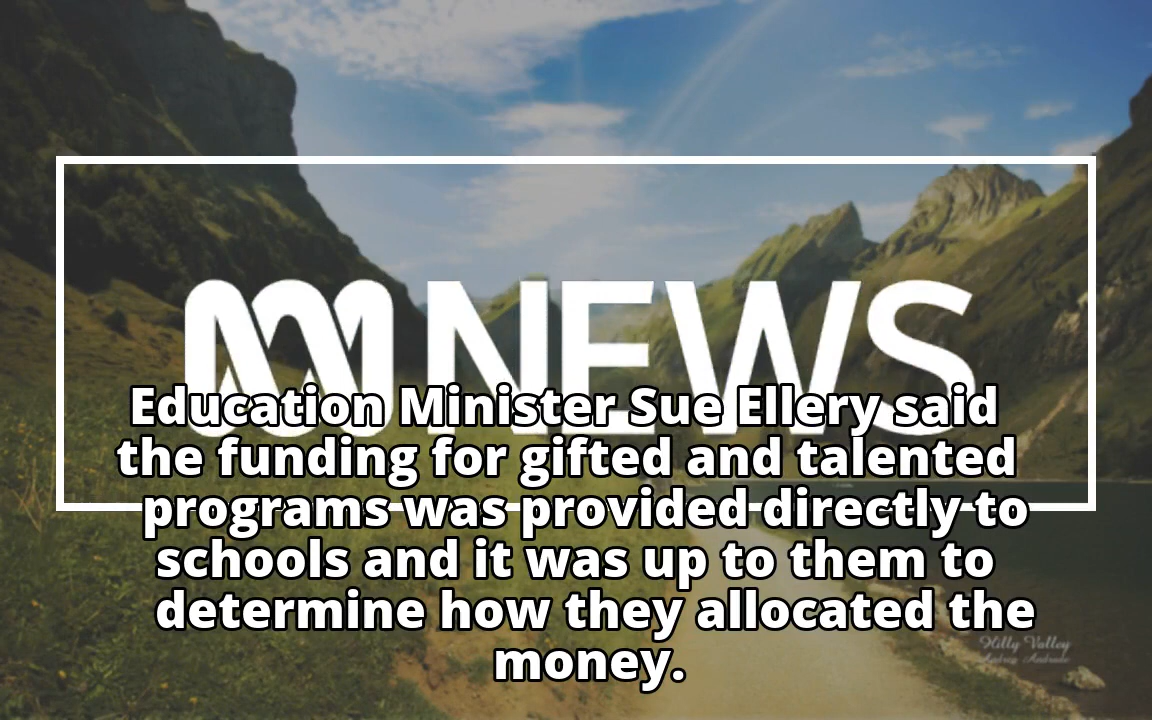 NEWS
Education Minister Sue Ellery said
the funding for gifted and talented
programs was provided directly to
schools and it was up to them to
determine how they allocated the
money.
Hilly Valley